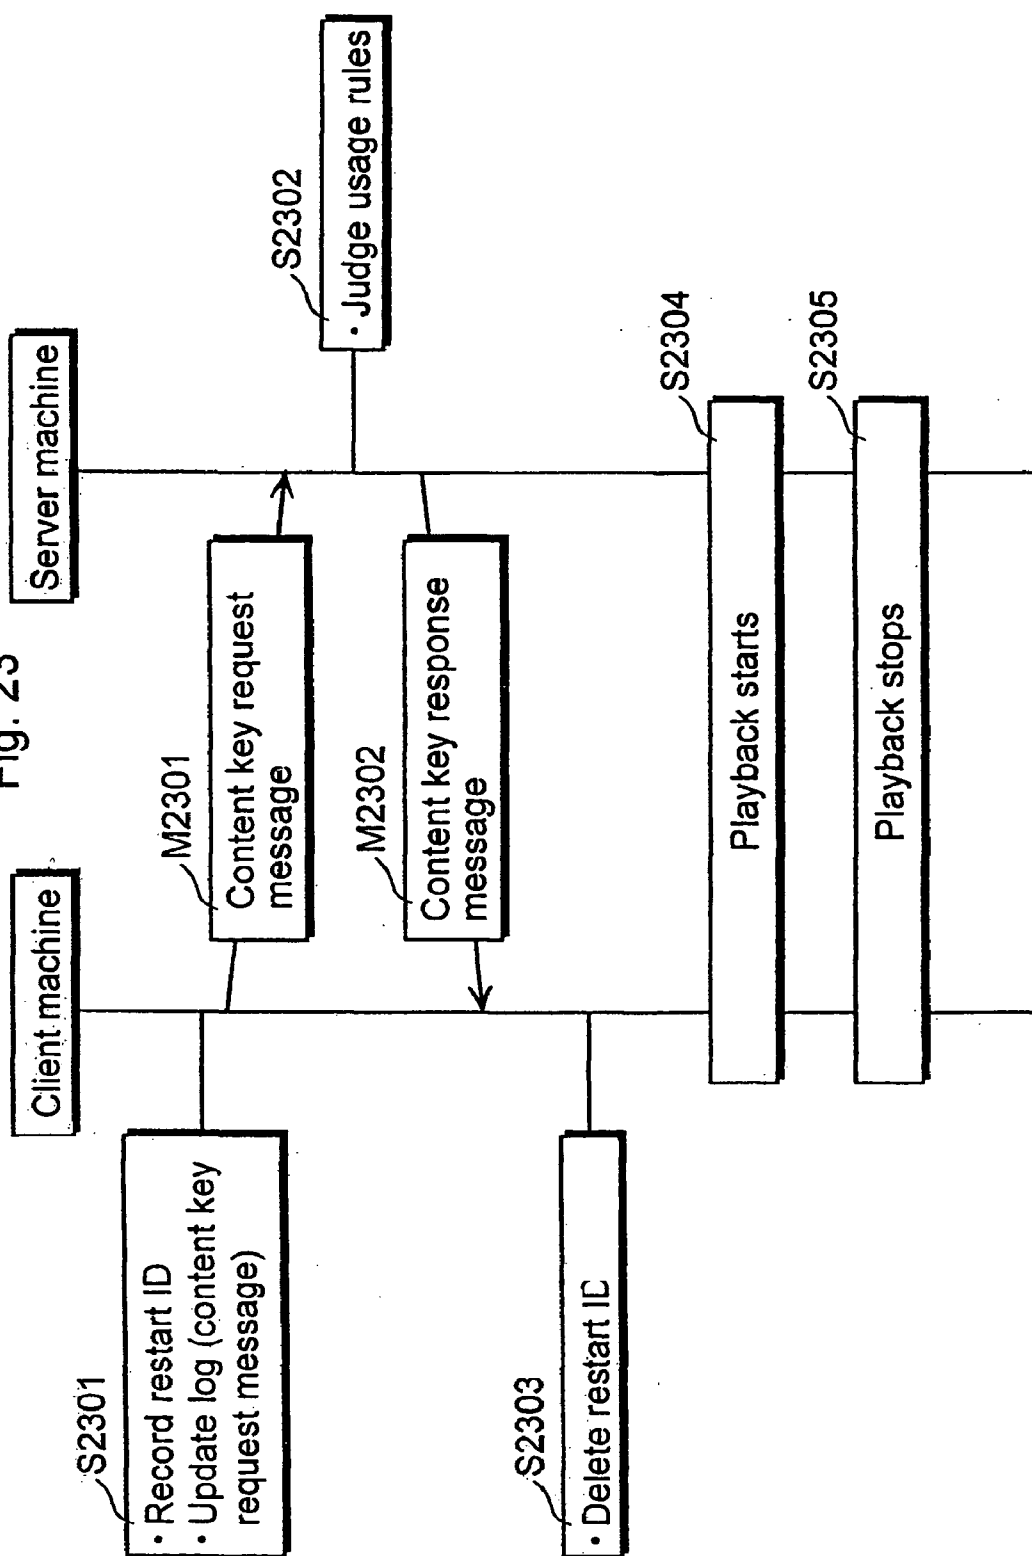 Fig. 23
Client machine
Server machine
S2301
• Record restart ID
• Update log (content key
request message)
M2301
Content key request
message
S2302
• Judge usage rules
M2302
Content key response
message
S2303
• Delete restart ID
S2304
Playback starts
S2305
Playback stops